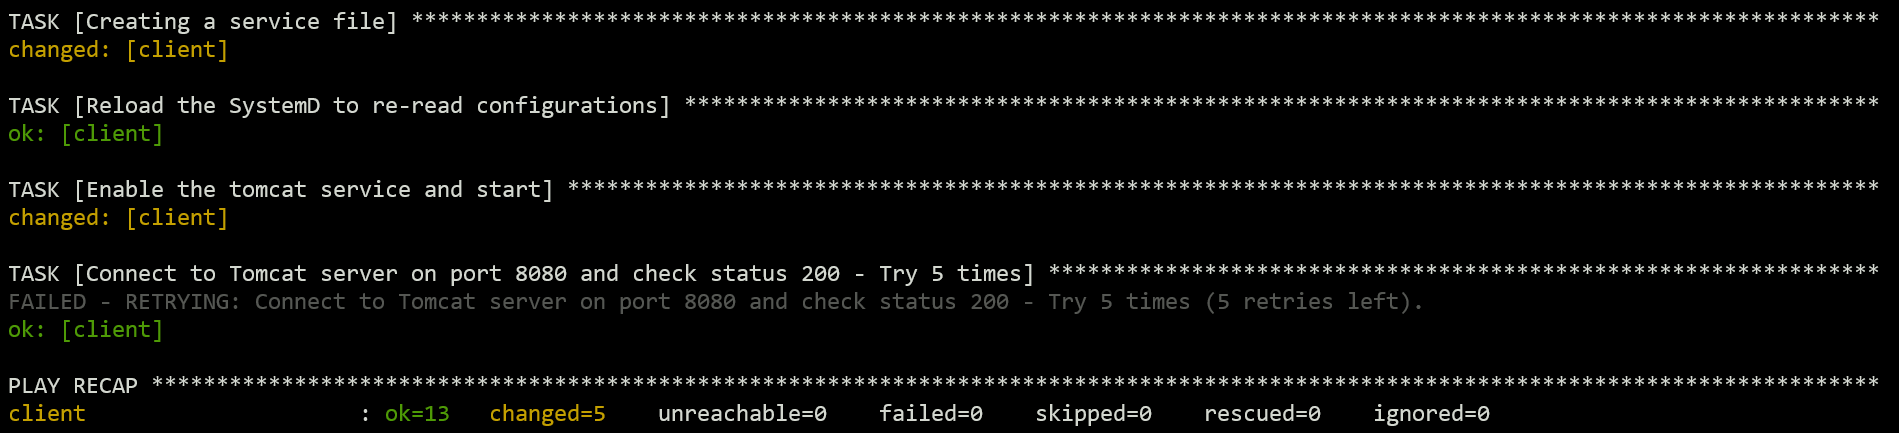 TASK [Creating a service file] *****************************************************************************************************************
changed: [client]
TASK [Reload the SystemD to re-read configurations] ********************************************************************************************
ok: [client]
TASK [Enable the tomcat service and start] *****************************************************************************************************
changed: [client]
TASK [Connect to Tomcat server on port 8080 and check status 200 - Try 5 times] ****************************************************************
FAILED - RETRYING: Connect to Tomcat server on port 8080 and check status 200 - Try 5 times (5 retries left).
ok: [client]
PLAY RECAP *************************************************************************************************************************************
client                     : ok=13   changed=5    unreachable=0    failed=0    skipped=0    rescued=0    ignored=0